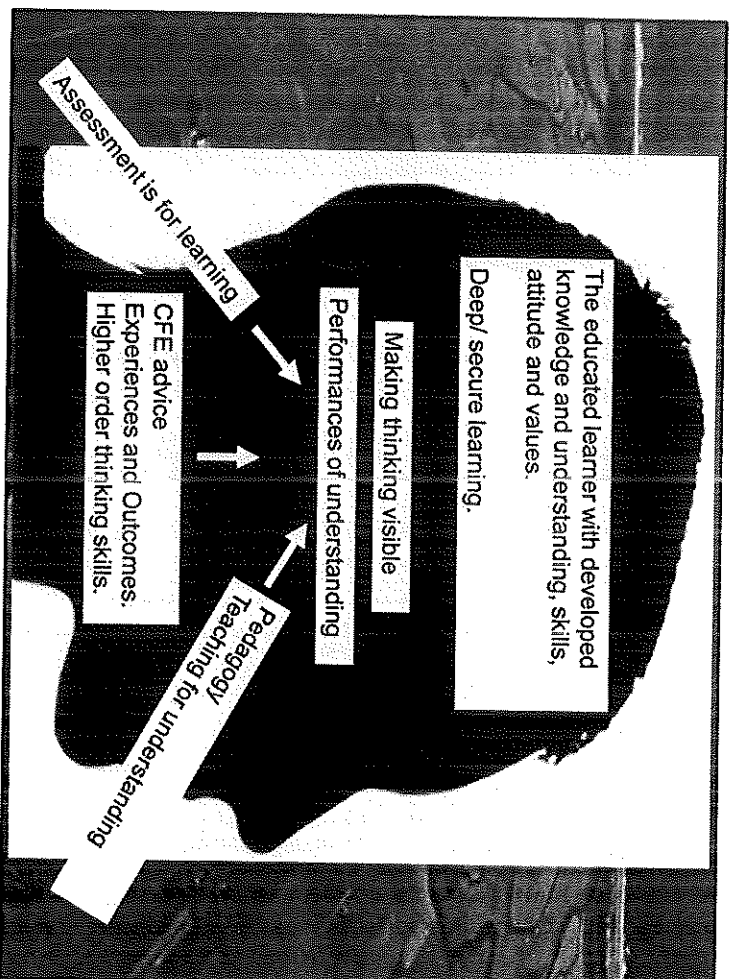 The educated learner with developed
knowledge and understanding, skills,
attitude and values.
Deep/ secure learning.
Making thinking visible
Performances of understanding
Assessment is for learning
CFE advice
Experiences and Outcomes.
Higher order thinking skills.
Pedagogy
Teaching for understanding